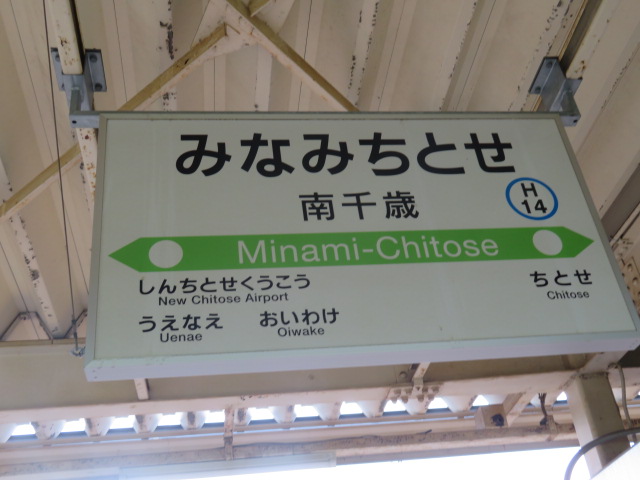 みなみちとせ
南千歳
H
14
Minami-Chitose
しんちとせくうこう
New Chitose Airport
ちとせ
Chitose
うえなえ おいわけ
Uenae Oiwake